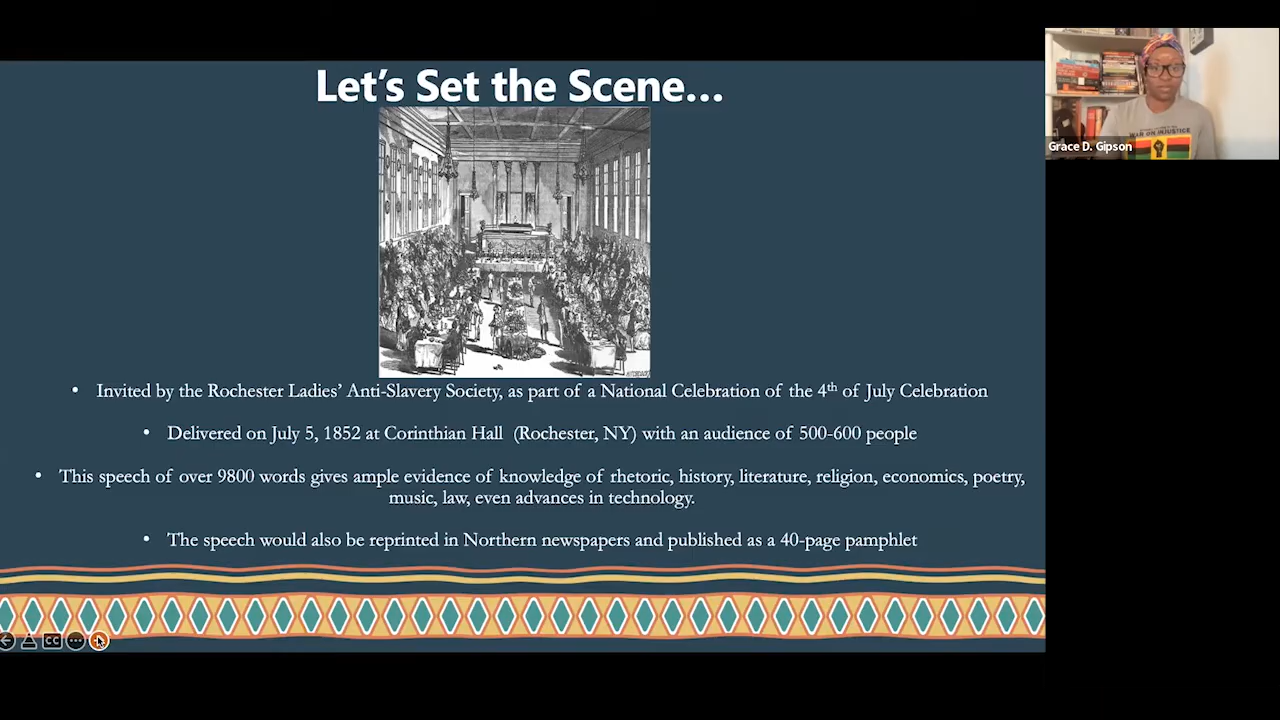 Let's Set the Scene...
Grace D. Gipson
WAR ON INJUSTICE
• Invited by the Rochester Ladies' Anti-Slavery Society, as part of a National Celebration of the 4th of July Celebration
• Delivered on July 5, 1852 at Corinthian Hall (Rochester, NY) with an audience of 500-600 people
• This speech of over 9800 words gives ample evidence of knowledge of rhetoric, history, literature, religion, economics, poetry,
music, law, even advances in technology.
• The speech would also be reprinted in Northern newspapers and published as a 40-page pamphlet
CC